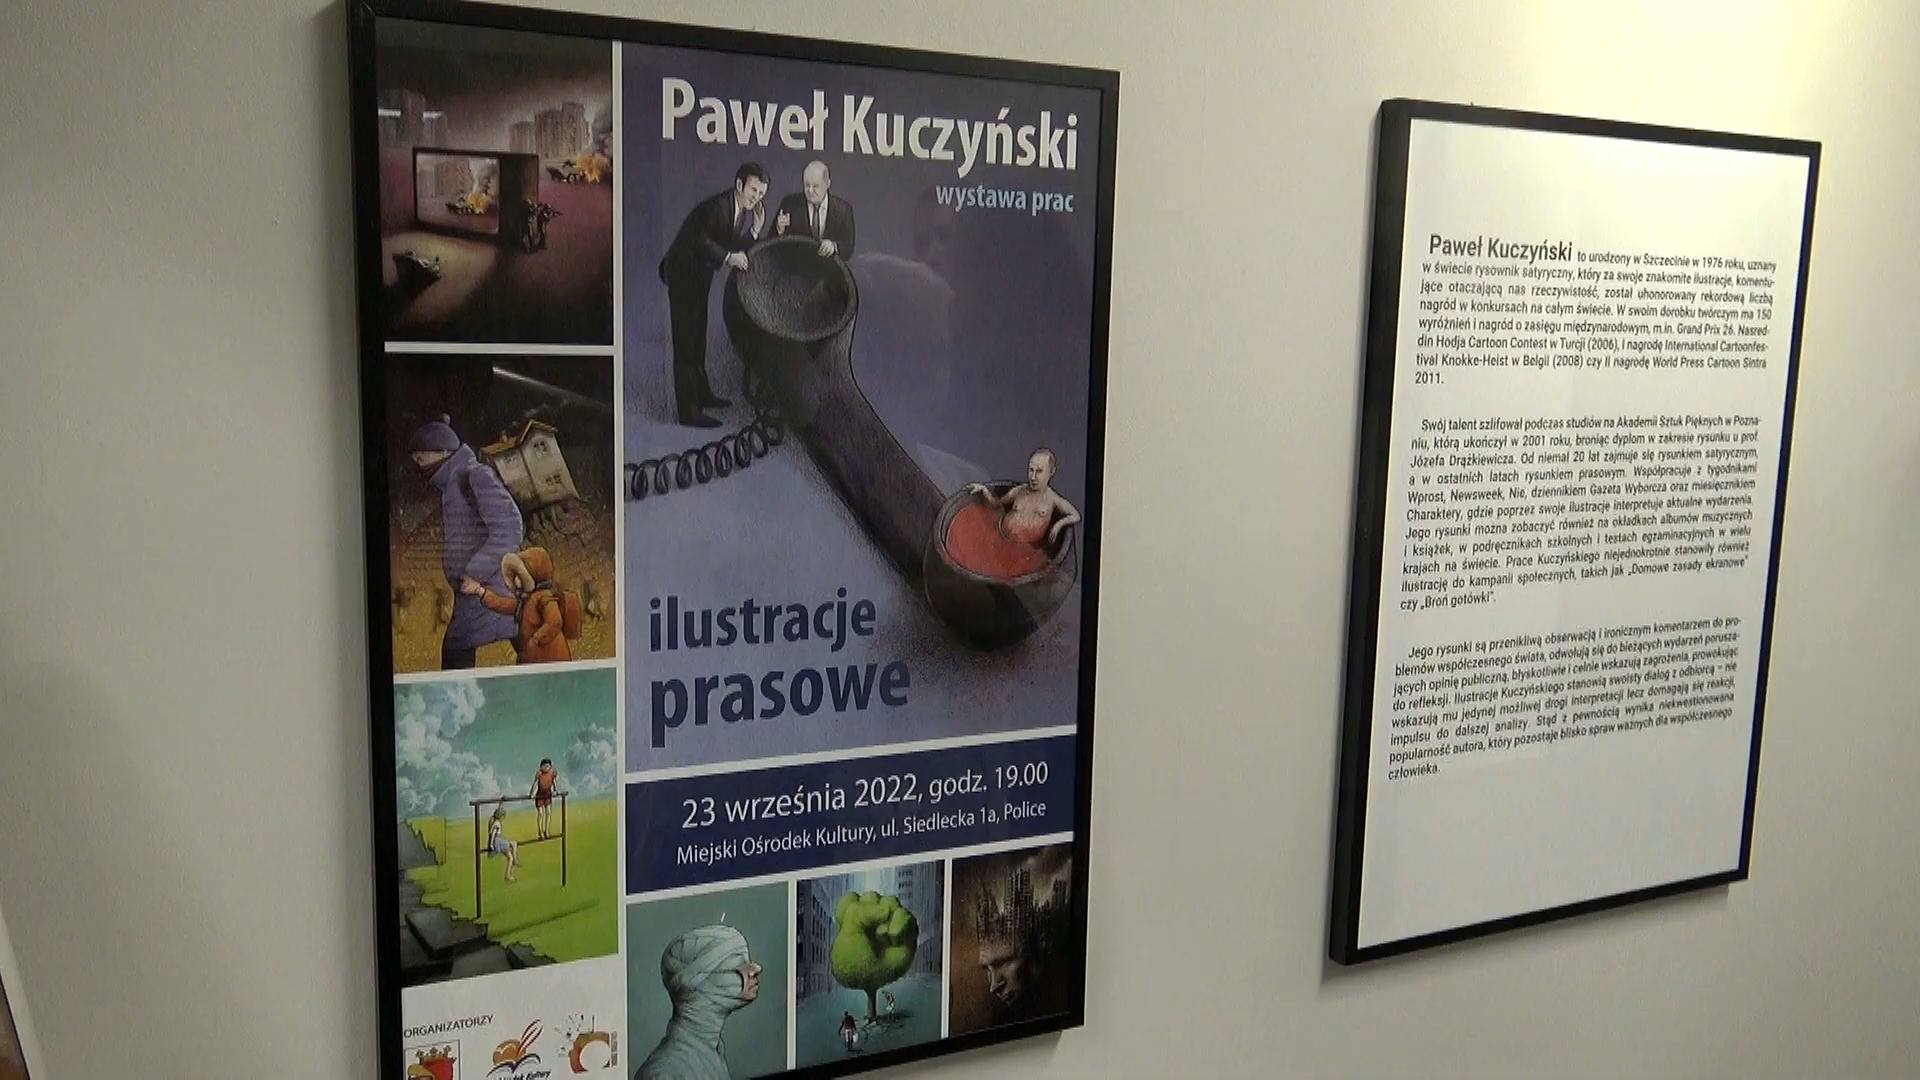 Paweł Kuczyński
wystawa prac
ilustracje
prasowe
23 września 2022, godz. 19.00
Miejski Ośrodek Kultury, ul. Siedlecka 1a, Police
ORGANIZATORZY
Kultury
Paweł Kuczyński to urodzony w Szczecinie w 1976 roku, uznany
w świecie rysownik satyryczny, który za swoje znakomite ilustracje, komentu-
jące otaczającą nas rzeczywistość, został uhonorowany rekordową liczbą
nagród w konkursach na całym świecie. W swoim dorobku twórczym ma 150
wyróżnień i nagród o zasięgu międzynarodowym, m.in. Grand Prix 26. Nasred-
din Hodja Cartoon Contest w Turcji (2006), I nagrodę International Cartoonfes-
tival Knokke-Heist w Belgii (2008) czy II nagrodę World Press Cartoon Sintra
2011.
Swój talent szlifował podczas studiów na Akademii Sztuk Pięknych w Pozna-
niu, którą ukończył w 2001 roku, broniąc dyplom w zakresie rysunku u prof.
Józefa Drążkiewicza. Od niemal 20 lat zajmuje się rysunkiem satyrycznym,
a w ostatnich latach rysunkiem prasowym. Współpracuje z tygodnikami
Wprost, Newsweek, Nie, dziennikiem Gazeta Wyborcza oraz miesięcznikiem
Charaktery, gdzie poprzez swoje ilustracje interpretuje aktualne wydarzenia.
Jego rysunki można zobaczyć również na okładkach albumów muzycznych
i książek, w podręcznikach szkolnych i testach egzaminacyjnych w wielu
krajach na świecie. Prace Kuczyńskiego niejednokrotnie stanowiły również
ilustrację do kampanii społecznych, takich jak „Domowe zasady ekranowe”
czy „Broń gotówki”.
Jego rysunki są przenikliwą obserwacją i ironicznym komentarzem do pro-
blemów współczesnego świata, odwołują się do bieżących wydarzeń porusza-
jących opinię publiczną, błyskotliwie i celnie wskazują zagrożenia, prowokując
do refleksji. Ilustracje Kuczyńskiego stanowią swoisty dialog z odbiorcą – nie
wskazują mu jedynej możliwej drogi interpretacji lecz domagają się reakcji,
impulsu do dalszej analizy. Stąd z pewnością wynika niekwestionowana
popularność autora, który pozostaje blisko spraw ważnych dla współczesnego
człowieka.